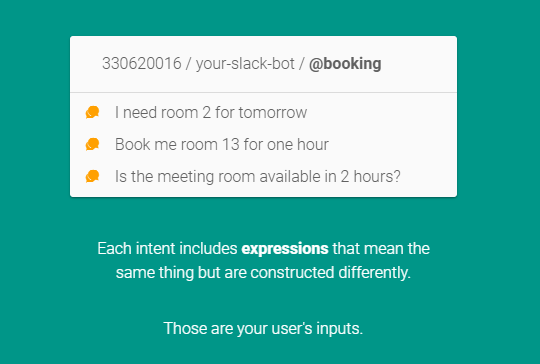 330620016 / your-slack-bot / @booking
I need room 2 for tomorrow
Book me room 13 for one hour
Is the meeting room available in 2 hours?
Each intent includes expressions that mean the
same thing but are constructed differently.
Those are your user's inputs.